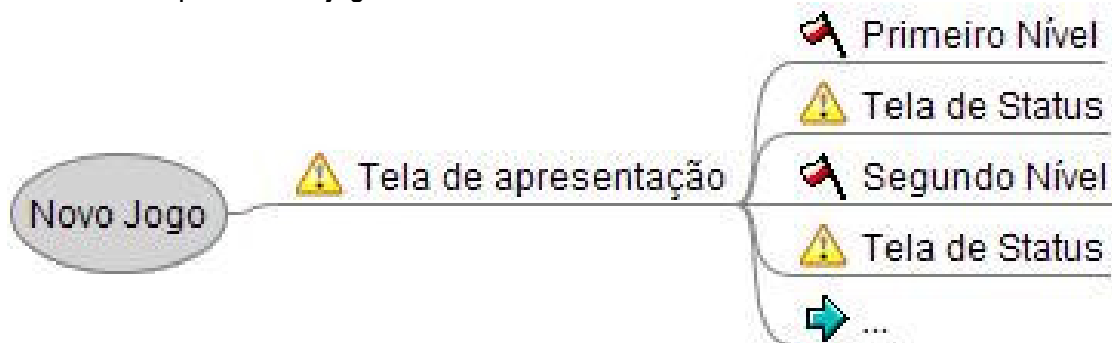 Novo Jogo
Tela de apresentação
Primeiro Nível
Tela de Status
Segundo Nível
Tela de Status
...